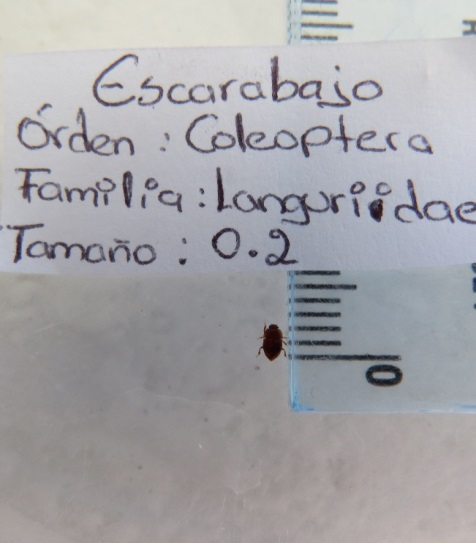 Escarabajo
Órden : Coleoptera
Familia : Languriidae
Tamaño : 0.2
0